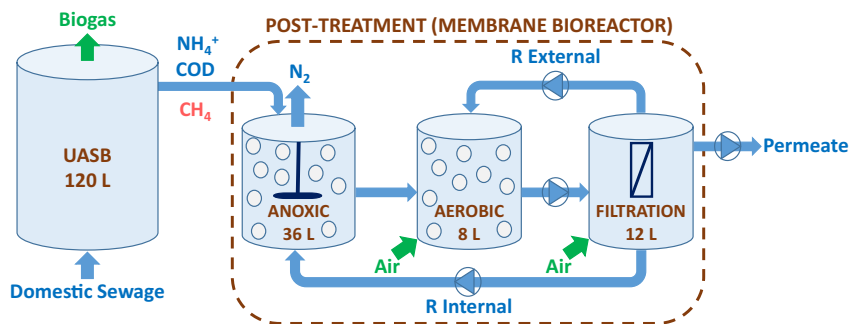 POST-TREATMENT (MEMBRANE BIOREACTOR)
Biogas
NH₄⁺
COD
CH₄
N₂
R External
UASB
120 L
Permeate
ANOXIC
36 L
AEROBIC
8 L
FILTRATION
12 L
Air
Air
Domestic Sewage
R Internal